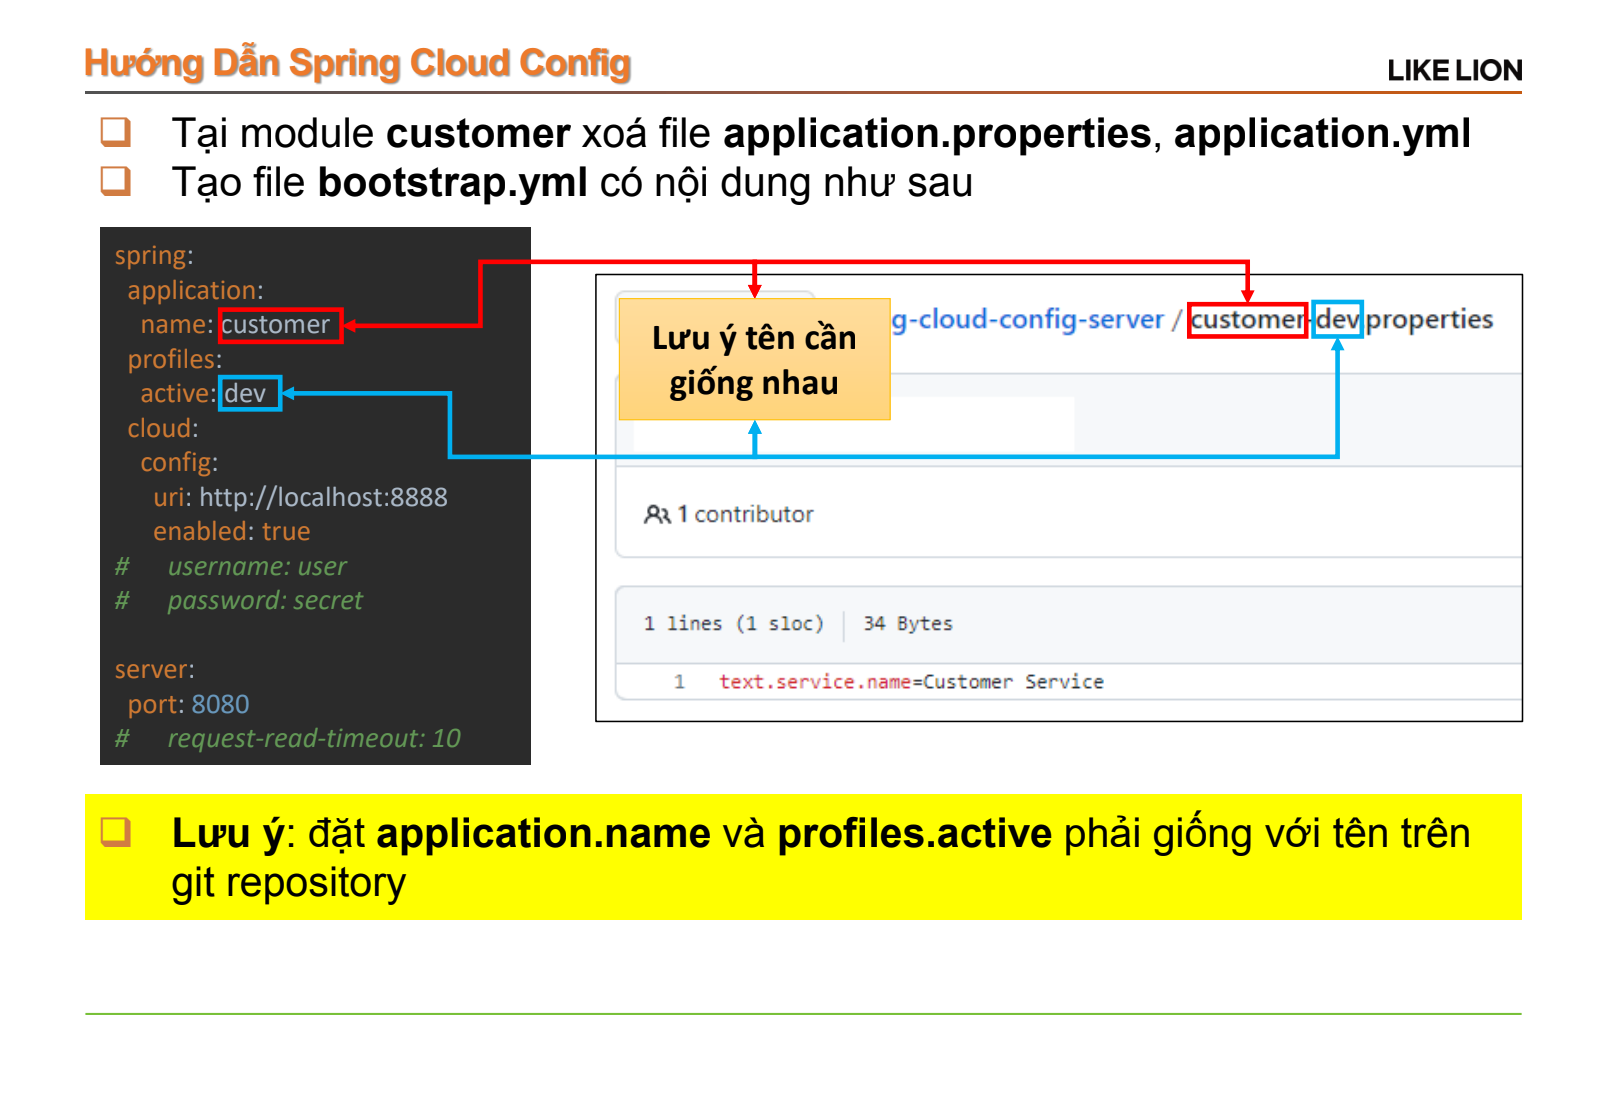 Hướng Dẫn Spring Cloud Config
LIKE LION
Tại module customer xoá file application.properties, application.yml
Tạo file bootstrap.yml có nội dung như sau
spring:
application:
name: customer
profiles:
active: dev
cloud:
config:
uri: http://localhost:8888
enabled: true
# username: user
# password: secret
server:
port: 8080
# request-read-timeout: 10
Lưu ý tên cần
giống nhau
g-cloud-config-server / customer-dev properties
1 contributor
1 lines (1 sloc) 34 Bytes
1 text.service.name=Customer Service
Lưu ý: đặt application.name và profiles.active phải giống với tên trên
git repository